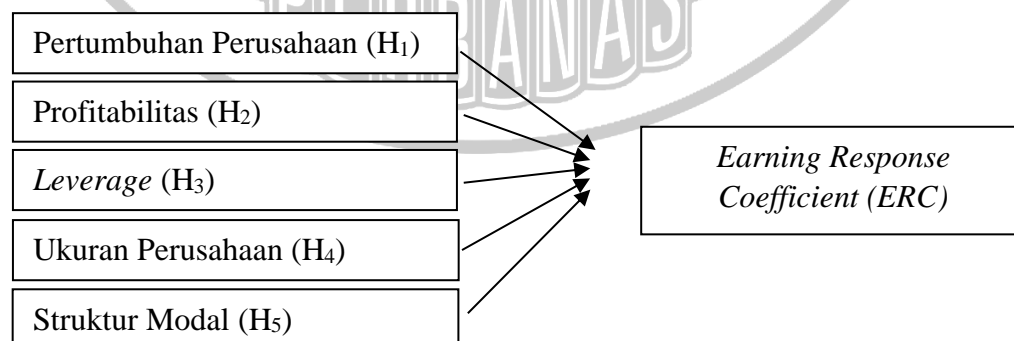 Pertumbuhan Perusahaan (H₁)
Profitabilitas (H₂)
Leverage (H₃)
Ukuran Perusahaan (H₄)
Struktur Modal (H₅)
Earning Response
Coefficient (ERC)